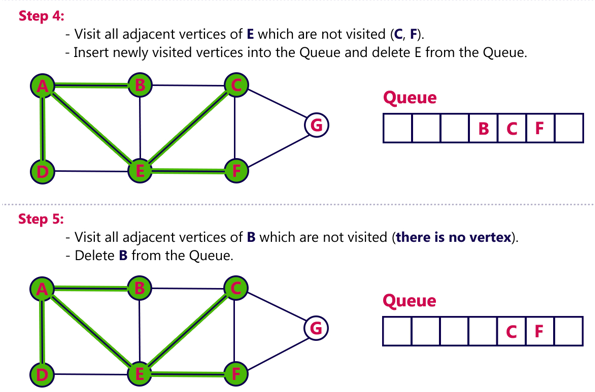 Step 4:
- Visit all adjacent vertices of E which are not visited (C, F).
- Insert newly visited vertices into the Queue and delete E from the Queue.
A B C
G
D E F
Queue
B C F
Step 5:
- Visit all adjacent vertices of B which are not visited (there is no vertex).
- Delete B from the Queue.
A B C
G
D E F
Queue
C F